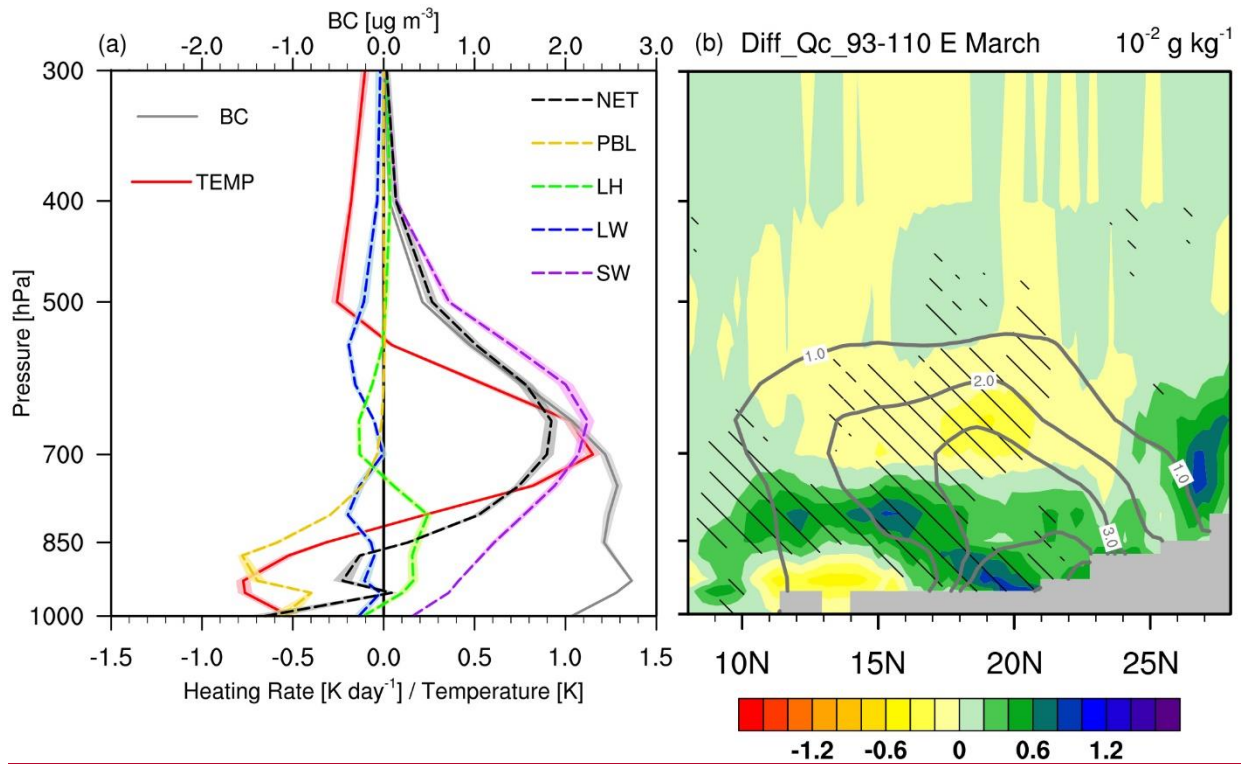 BC [ug m⁻³]
(a) -2.0 -1.0 0.0 1.0 2.0 3.0
300
400
500
700
850
1000
Pressure [hPa]
BC
TEMP
NET
PBL
LH
LW
SW
-1.5 -1.0 -0.5 0.0 0.5 1.0 1.5
Heating Rate [K day⁻¹] / Temperature [K]
(b) Diff_Qc_93-110 E March 10⁻² g kg⁻¹
1.0
2.0
1.0
3.0
10N 15N 20N 25N
-1.2 -0.6 0 0.6 1.2